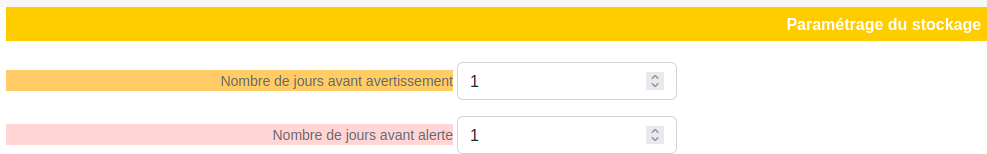 Paramétrage du stockage
Nombre de jours avant avertissement 1
Nombre de jours avant alerte 1